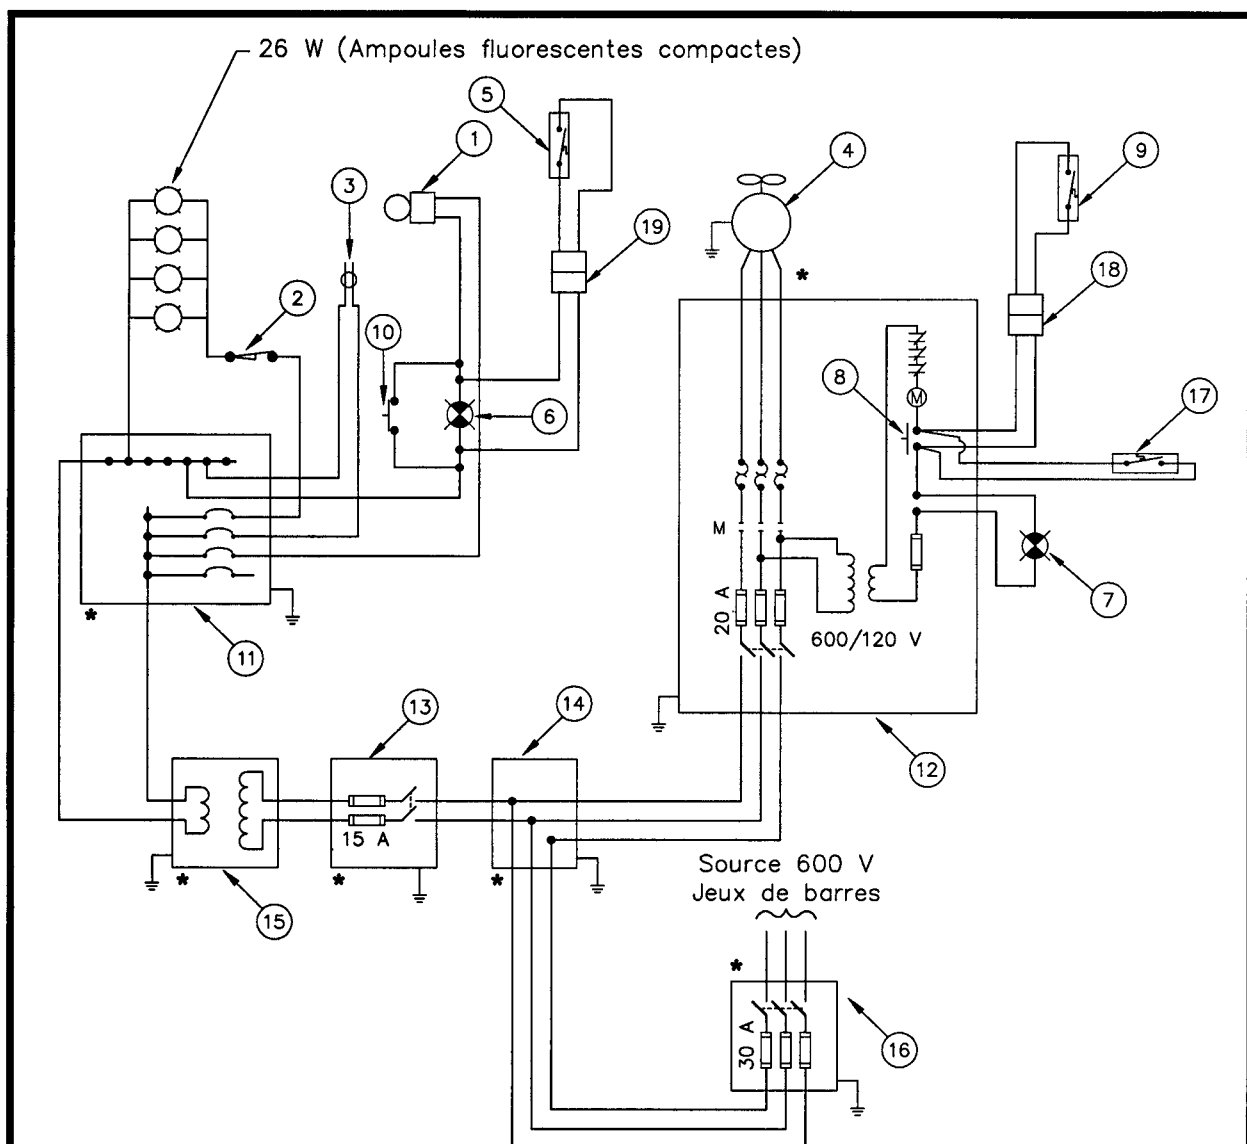 26 W (Ampoules fluorescentes compactes)
5
1
4
9
3
19
18
2
10
8
6
17
M
M
*
*
20 A
7
600/120 V
11
13
14
12
15 A
*
*
*
Source 600 V
Jeux de barres
15
*
30 A
16